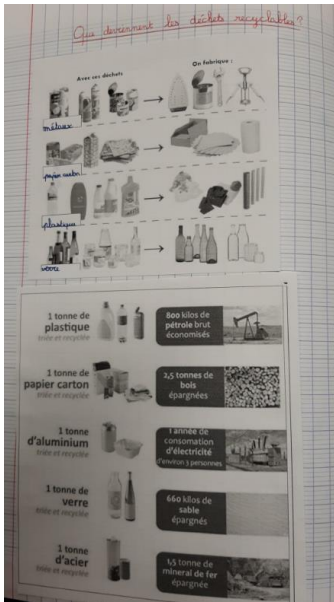 Que deviennent les déchets recyclables?
Avec ces déchets
On fabrique :
métaux
papier carton
plastique
verre
1 tonne de
plastique
triée et recyclée
800 kilos de
pétrole brut
économisés
1 tonne de
papier carton
triée et recyclée
2,5 tonnes de
bois
épargnées
1 tonne
d'aluminium
triée et recyclée
1 année de
consomation
d'électricité
d'environ 3 personnes
1 tonne de
verre
triée et recyclée
660 kilos de
sable
épargnés
1 tonne
d'acier
triée et recyclée
1,5 tonne de
mineral de fer
épargnée